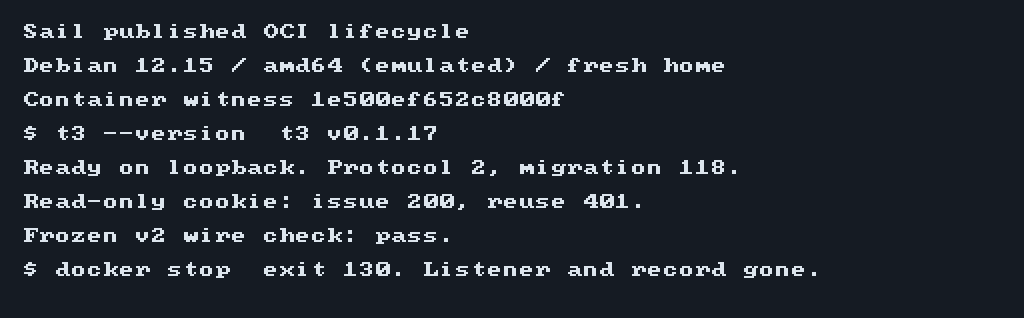 Sail published OCI lifecycle
Debian 12.15 / amd64 (emulated) / fresh home
Container witness 1e500ef652c8000f
$ t3 --version  t3 v0.1.17
Ready on loopback. Protocol 2, migration 118.
Read-only cookie: issue 200, reuse 401.
Frozen v2 wire check: pass.
$ docker stop  exit 130. Listener and record gone.